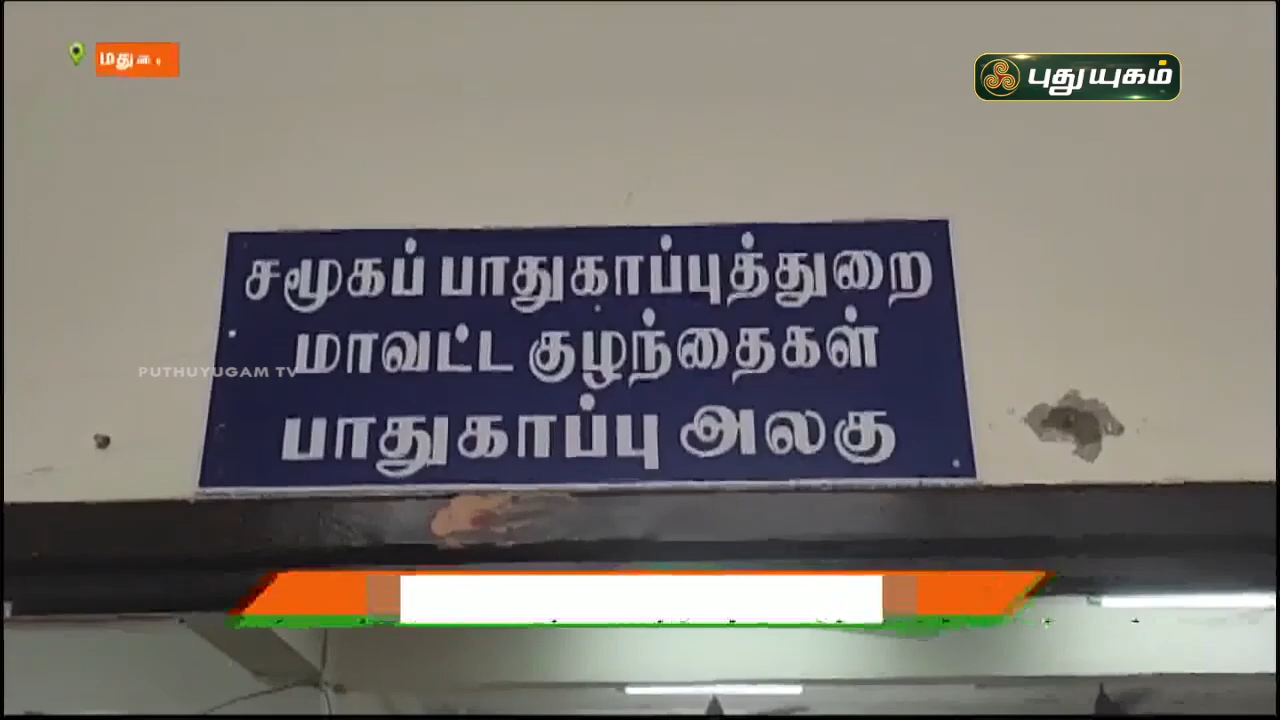 புதுயுகம்
சமூகப் பாதுகாப்புத்துறை
மாவட்ட குழந்தைகள்
PUTHUYUGAM TV
பாதுகாப்பு அலகு